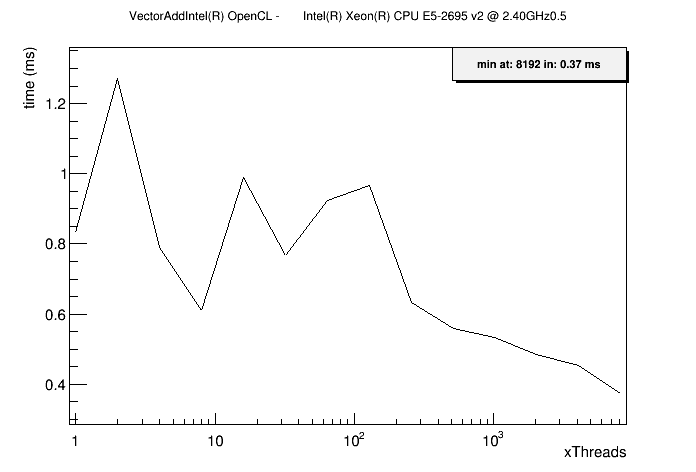 VectorAddIntel(R) OpenCL - Intel(R) Xeon(R) CPU E5-2695 v2 @ 2.40GHz0.5
min at: 8192 in: 0.37 ms
time (ms)
1.2
1
0.8
0.6
0.4
1 10 10² 10³
xThreads